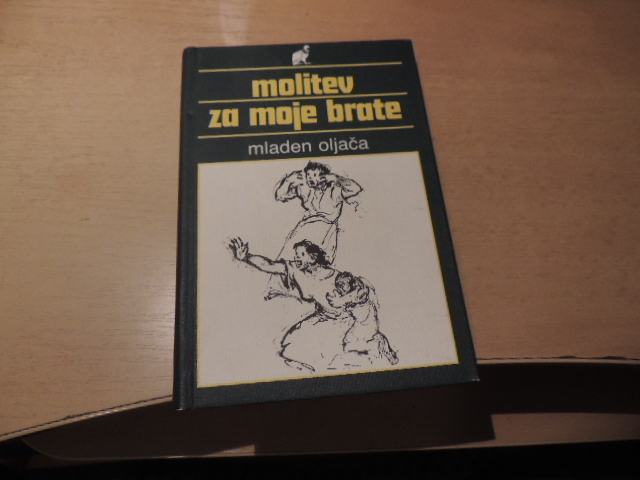 molitev
za moje brate
mladen oljača